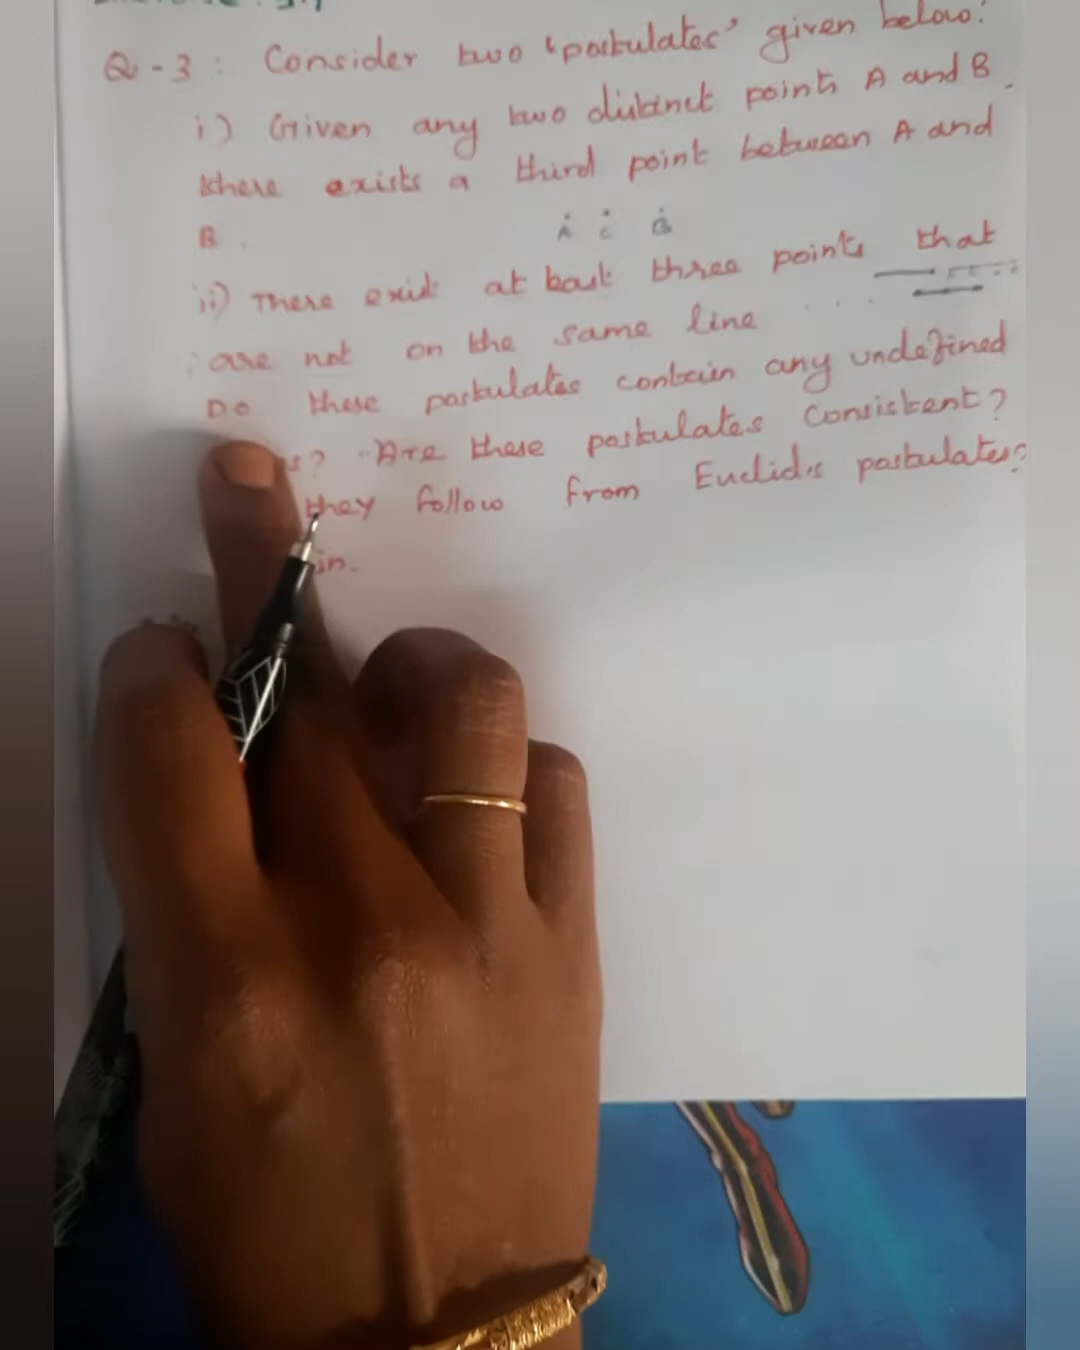 Q-3: Consider two 'postulates' given below:
i) Given any two distinct points A and B
there exists a third point between A and
B.
A C B
ii) There exist at least three points that
are not on the same line
Do these postulates contain any undefined
? Are these postulates Consistent?
they follow from Euclid's postulates?
in.